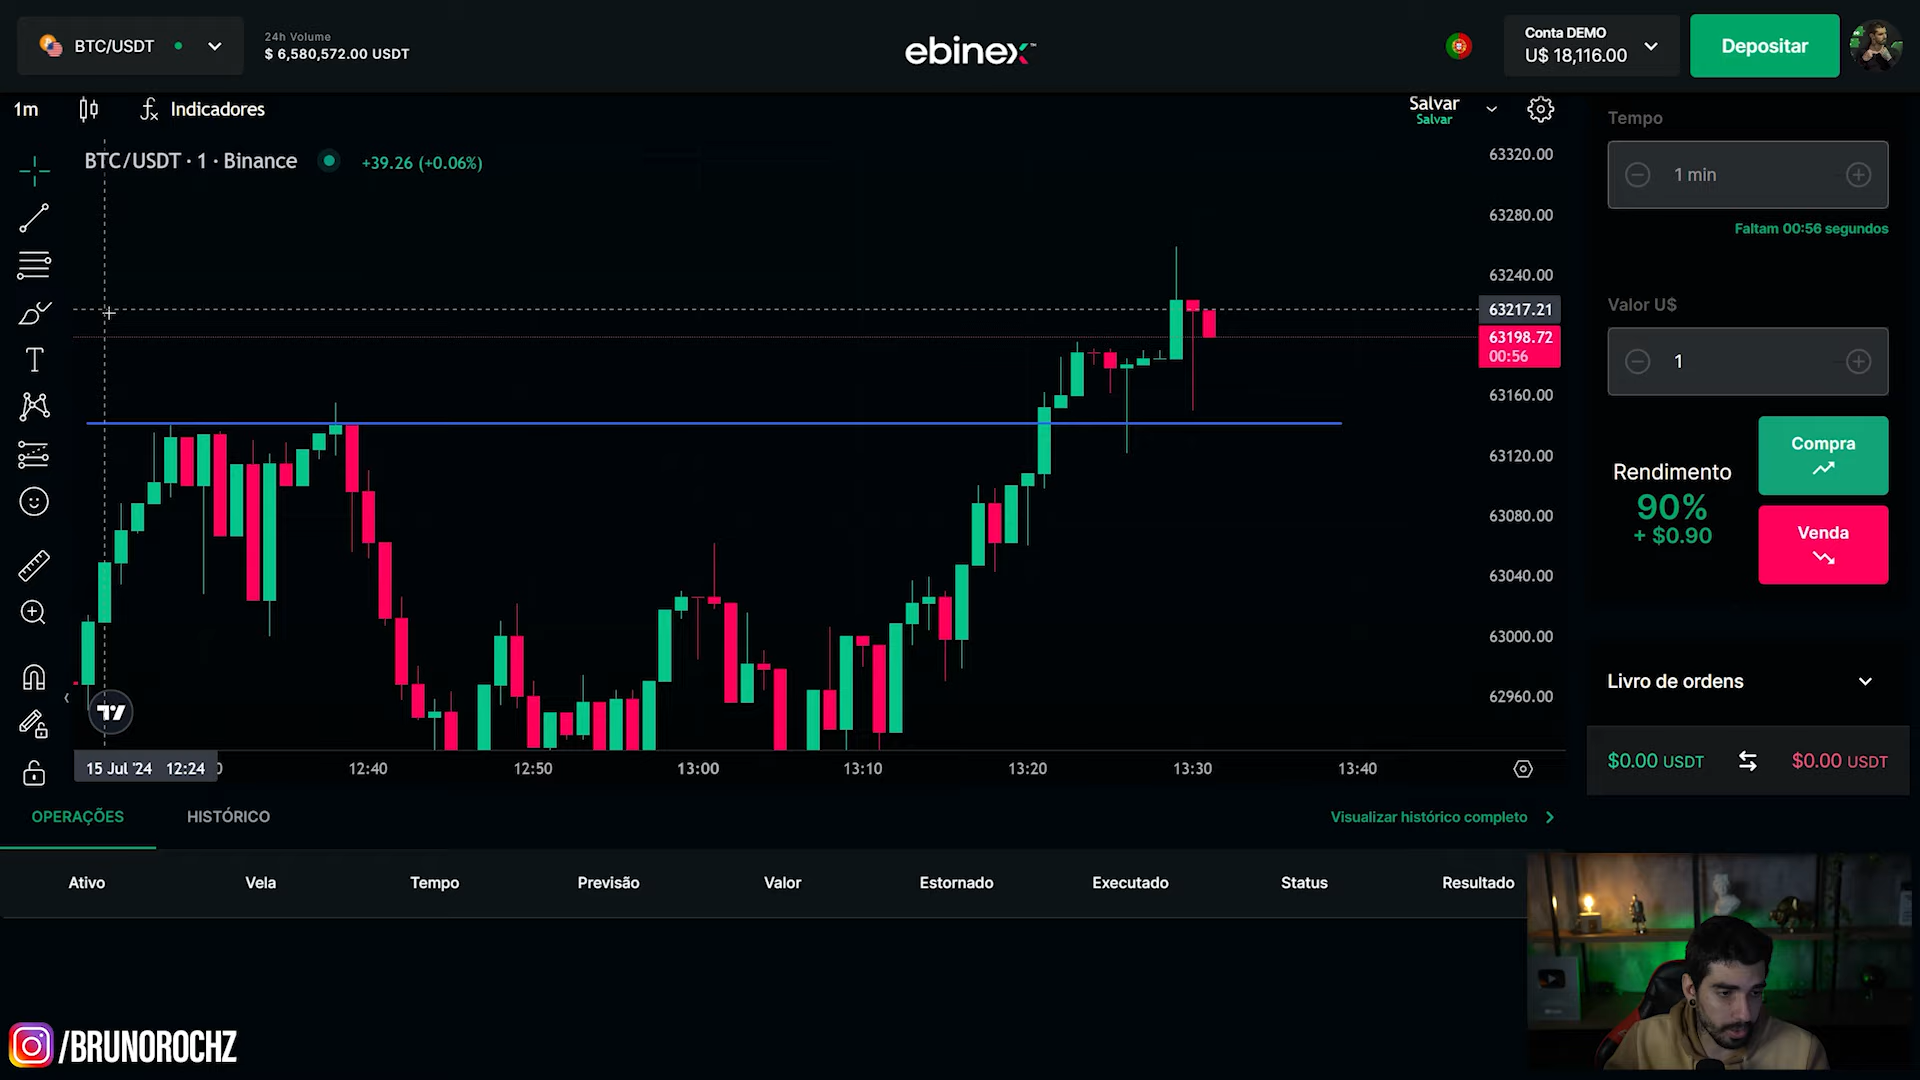 BTC/USDT
24h Volume
$ 6,580,572.00 USDT
ebinex™
Conta DEMO
U$ 18,116.00
Depositar
1m
Indicadores
Salvar
Salvar
BTC/USDT · 1 · Binance
+39.26 (+0.06%)
63320.00
63280.00
63240.00
63217.21
63198.72
00:56
63160.00
63120.00
63080.00
63040.00
63000.00
62960.00
15 Jul '24 12:24
12:40
12:50
13:00
13:10
13:20
13:30
13:40
Tempo
1 min
Faltam 00:56 segundos
Valor U$
1
Rendimento
90%
+ $0.90
Compra
Venda
Livro de ordens
$0.00 USDT
$0.00 USDT
OPERAÇÕES
HISTÓRICO
Visualizar histórico completo
Ativo
Vela
Tempo
Previsão
Valor
Estornado
Executado
Status
Resultado
/BRUNOROCHZ